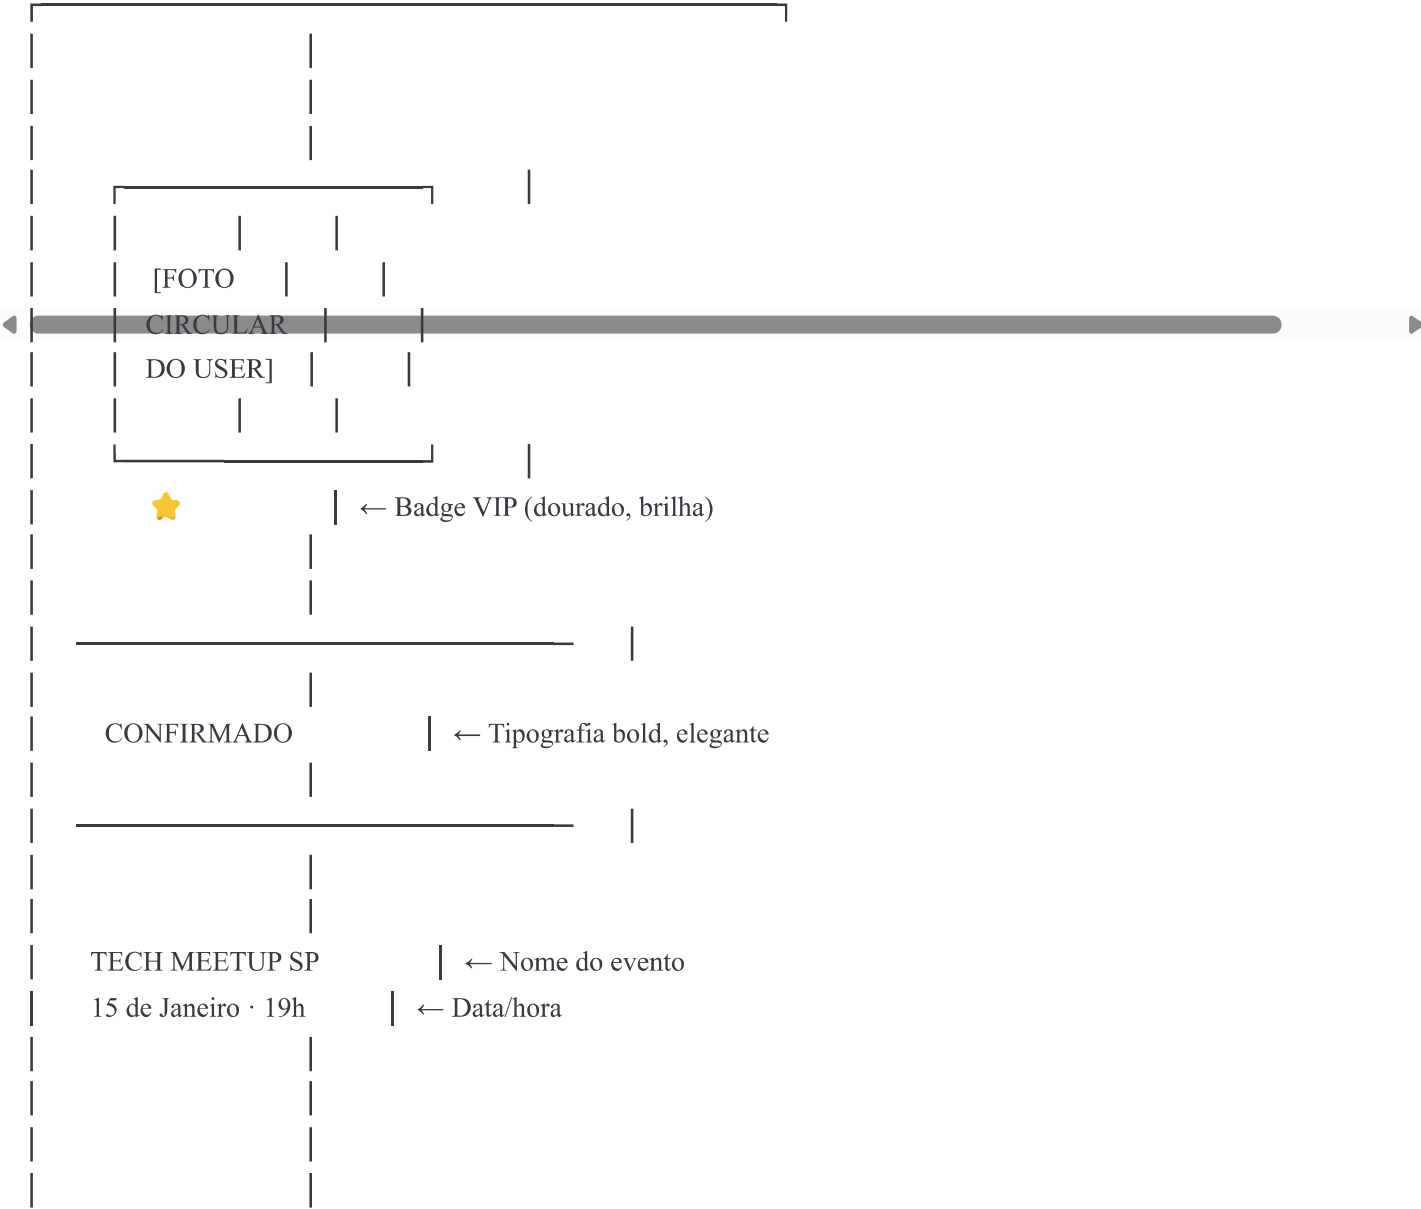 [FOTO
CIRCULAR
DO USER]
⭐ ← Badge VIP (dourado, brilha)
CONFIRMADO ← Tipografia bold, elegante
TECH MEETUP SP ← Nome do evento
15 de Janeiro · 19h ← Data/hora